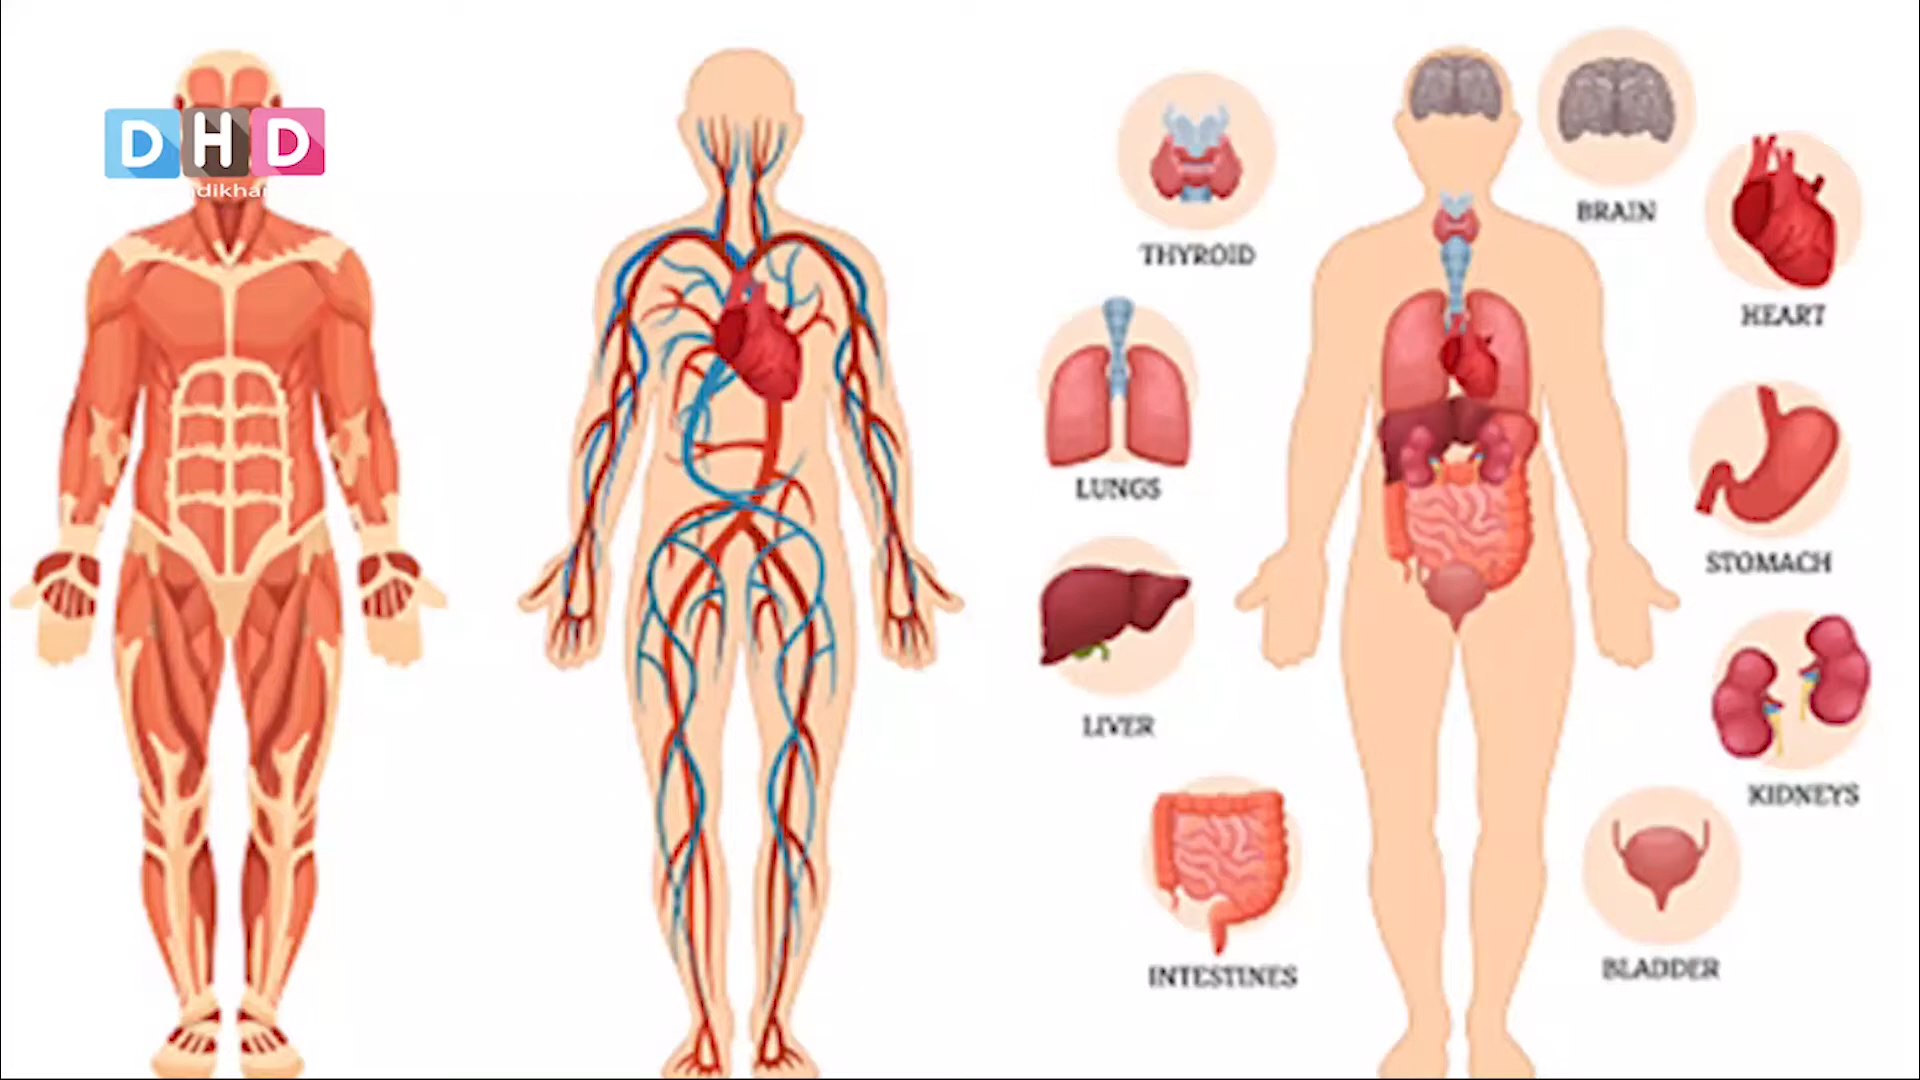 DHD
THYROID
BRAIN
HEART
LUNGS
STOMACH
LIVER
KIDNEYS
INTESTINES
BLADDER